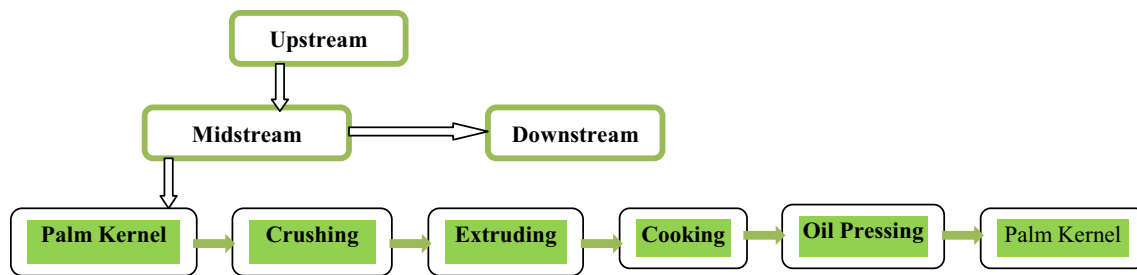 Upstream
Midstream
Downstream
Palm Kernel
Crushing
Extruding
Cooking
Oil Pressing
Palm Kernel